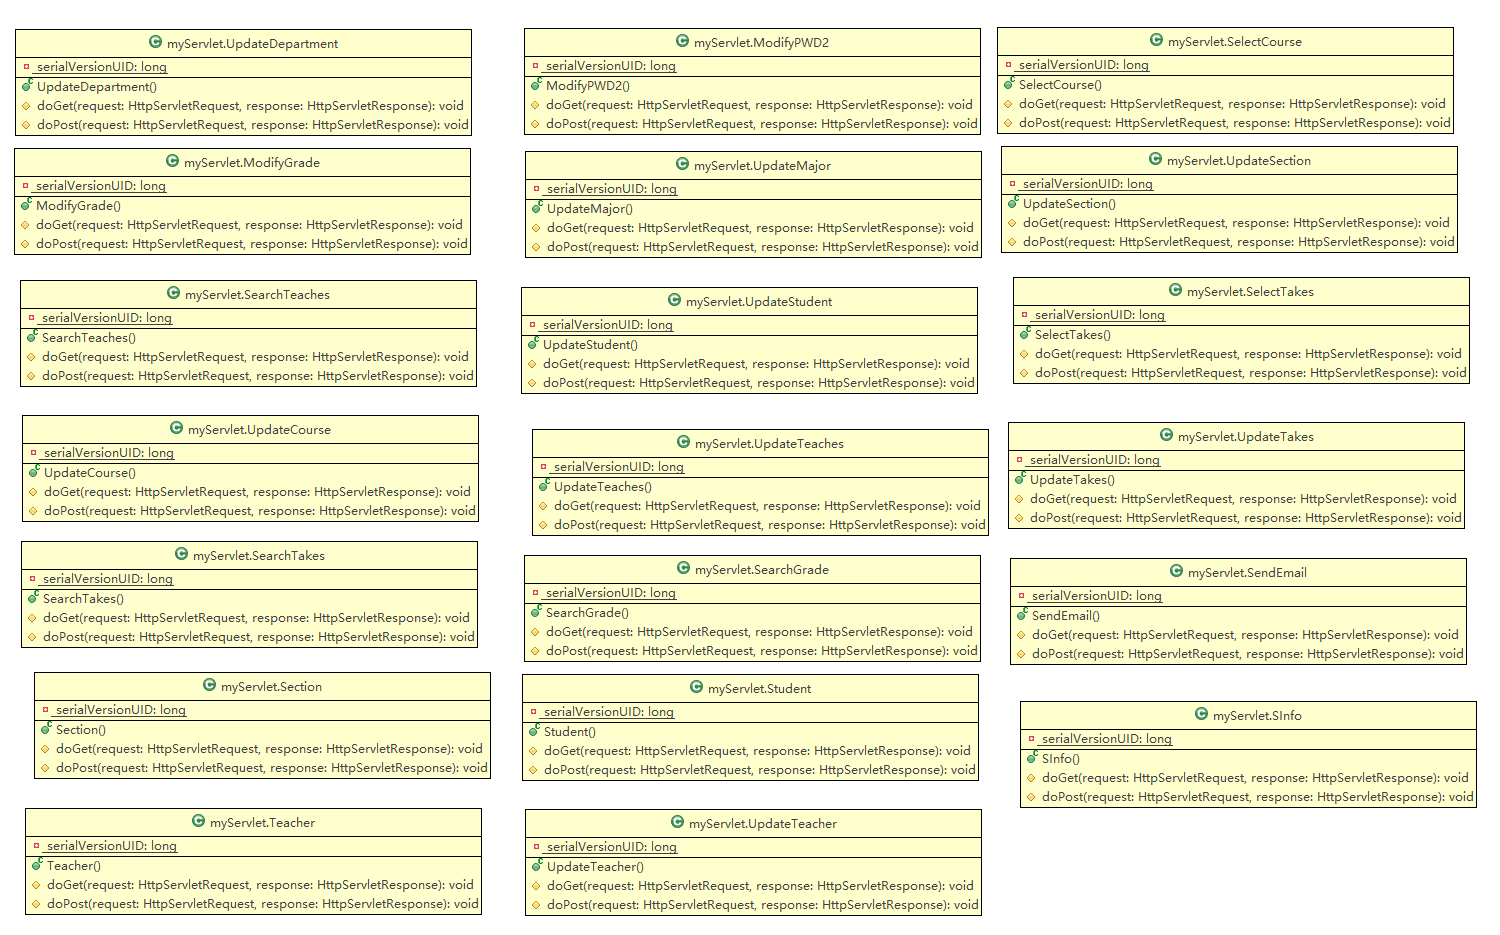 myServlet.UpdateDepartment
serialVersionUID: long
UpdateDepartment()
doGet(request: HttpServletRequest, response: HttpServletResponse): void
doPost(request: HttpServletRequest, response: HttpServletResponse): void
myServlet.ModifyPWD2
serialVersionUID: long
ModifyPWD2()
doGet(request: HttpServletRequest, response: HttpServletResponse): void
doPost(request: HttpServletRequest, response: HttpServletResponse): void
myServlet.SelectCourse
serialVersionUID: long
SelectCourse()
doGet(request: HttpServletRequest, response: HttpServletResponse): void
doPost(request: HttpServletRequest, response: HttpServletResponse): void
myServlet.ModifyGrade
serialVersionUID: long
ModifyGrade()
doGet(request: HttpServletRequest, response: HttpServletResponse): void
doPost(request: HttpServletRequest, response: HttpServletResponse): void
myServlet.UpdateMajor
serialVersionUID: long
UpdateMajor()
doGet(request: HttpServletRequest, response: HttpServletResponse): void
doPost(request: HttpServletRequest, response: HttpServletResponse): void
myServlet.UpdateSection
serialVersionUID: long
UpdateSection()
doGet(request: HttpServletRequest, response: HttpServletResponse): void
doPost(request: HttpServletRequest, response: HttpServletResponse): void
myServlet.SearchTeaches
serialVersionUID: long
SearchTeaches()
doGet(request: HttpServletRequest, response: HttpServletResponse): void
doPost(request: HttpServletRequest, response: HttpServletResponse): void
myServlet.UpdateStudent
serialVersionUID: long
UpdateStudent()
doGet(request: HttpServletRequest, response: HttpServletResponse): void
doPost(request: HttpServletRequest, response: HttpServletResponse): void
myServlet.SelectTakes
serialVersionUID: long
SelectTakes()
doGet(request: HttpServletRequest, response: HttpServletResponse): void
doPost(request: HttpServletRequest, response: HttpServletResponse): void
myServlet.UpdateCourse
serialVersionUID: long
UpdateCourse()
doGet(request: HttpServletRequest, response: HttpServletResponse): void
doPost(request: HttpServletRequest, response: HttpServletResponse): void
myServlet.UpdateTeaches
serialVersionUID: long
UpdateTeaches()
doGet(request: HttpServletRequest, response: HttpServletResponse): void
doPost(request: HttpServletRequest, response: HttpServletResponse): void
myServlet.UpdateTakes
serialVersionUID: long
UpdateTakes()
doGet(request: HttpServletRequest, response: HttpServletResponse): void
doPost(request: HttpServletRequest, response: HttpServletResponse): void
myServlet.SearchTakes
serialVersionUID: long
SearchTakes()
doGet(request: HttpServletRequest, response: HttpServletResponse): void
doPost(request: HttpServletRequest, response: HttpServletResponse): void
myServlet.SearchGrade
serialVersionUID: long
SearchGrade()
doGet(request: HttpServletRequest, response: HttpServletResponse): void
doPost(request: HttpServletRequest, response: HttpServletResponse): void
myServlet.SendEmail
serialVersionUID: long
SendEmail()
doGet(request: HttpServletRequest, response: HttpServletResponse): void
doPost(request: HttpServletRequest, response: HttpServletResponse): void
myServlet.Section
serialVersionUID: long
Section()
doGet(request: HttpServletRequest, response: HttpServletResponse): void
doPost(request: HttpServletRequest, response: HttpServletResponse): void
myServlet.Student
serialVersionUID: long
Student()
doGet(request: HttpServletRequest, response: HttpServletResponse): void
doPost(request: HttpServletRequest, response: HttpServletResponse): void
myServlet.SInfo
serialVersionUID: long
SInfo()
doGet(request: HttpServletRequest, response: HttpServletResponse): void
doPost(request: HttpServletRequest, response: HttpServletResponse): void
myServlet.Teacher
serialVersionUID: long
Teacher()
doGet(request: HttpServletRequest, response: HttpServletResponse): void
doPost(request: HttpServletRequest, response: HttpServletResponse): void
myServlet.UpdateTeacher
serialVersionUID: long
UpdateTeacher()
doGet(request: HttpServletRequest, response: HttpServletResponse): void
doPost(request: HttpServletRequest, response: HttpServletResponse): void